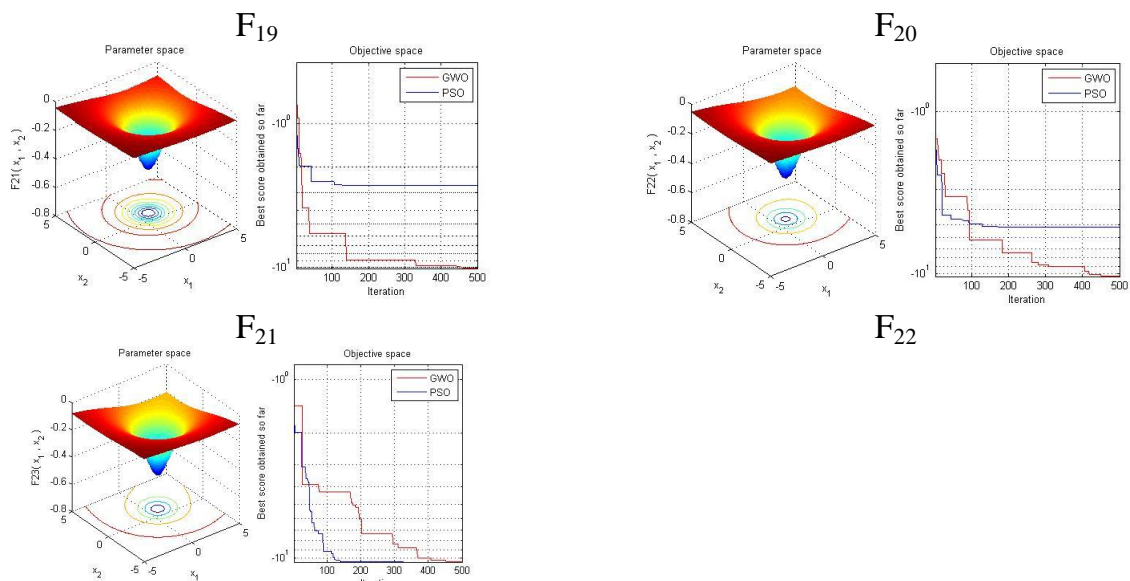 F19
F20
Parameter space
Objective space
GWO
PSO
F21( x1 , x2 )
0
-0.2
-0.4
-0.6
-0.8
5
0
-5
x2
-5
0
5
x1
Best score obtained so far
-10^0
-10^1
100 200 300 400 500
Iteration
Parameter space
Objective space
GWO
PSO
F22( x1 , x2 )
0
-0.2
-0.4
-0.6
-0.8
5
0
-5
x2
-5
0
5
x1
Best score obtained so far
-10^0
-10^1
100 200 300 400 500
Iteration
F21
F22
Parameter space
Objective space
GWO
PSO
F23( x1 , x2 )
0
-0.2
-0.4
-0.6
-0.8
5
0
-5
x2
-5
0
5
x1
Best score obtained so far
-10^0
-10^1
100 200 300 400 500
Iteration